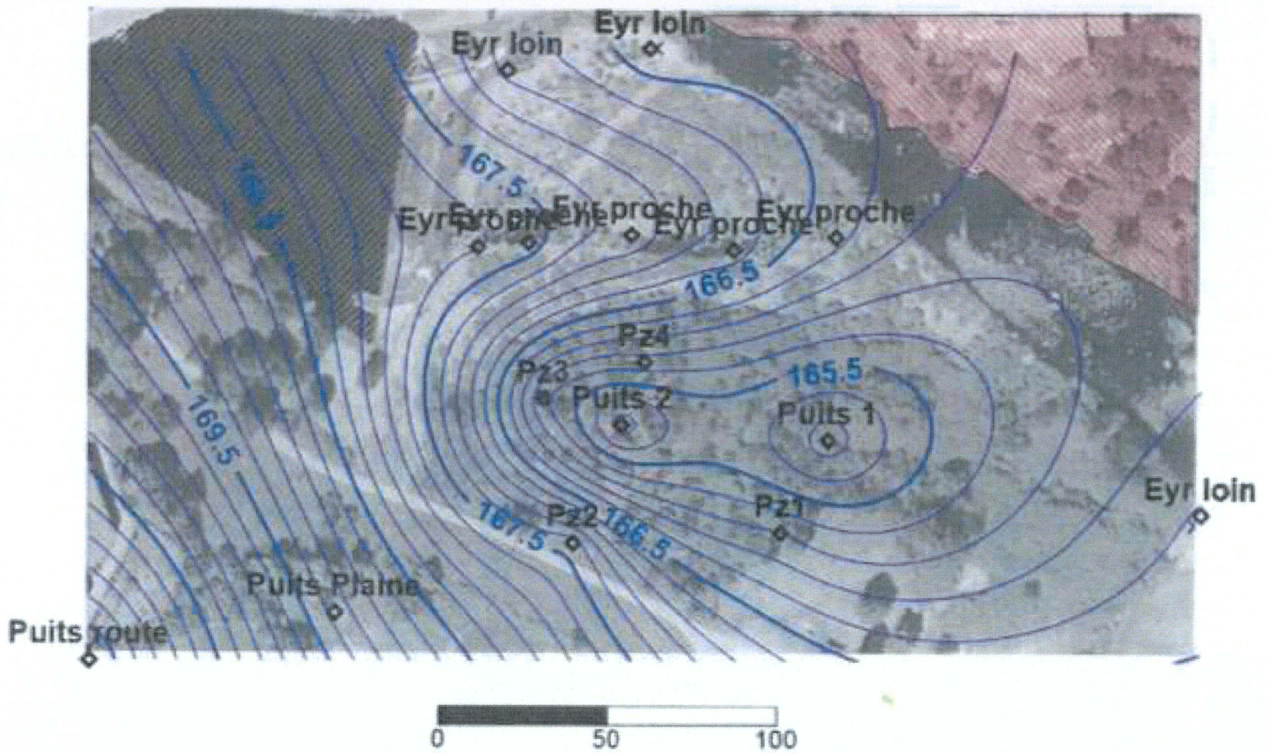 Eyr loin
Eyr loin
167.5
Eyr proche
Eyr proche
Eyr proche
Eyr proche
Eyr proche
166.5
Pz4
165.5
Pz3
Puits 2
Puits 1
169.5
Eyr loin
Pz1
167.5
Pz2
166.5
Puits Plaine
Puits route
0 50 100